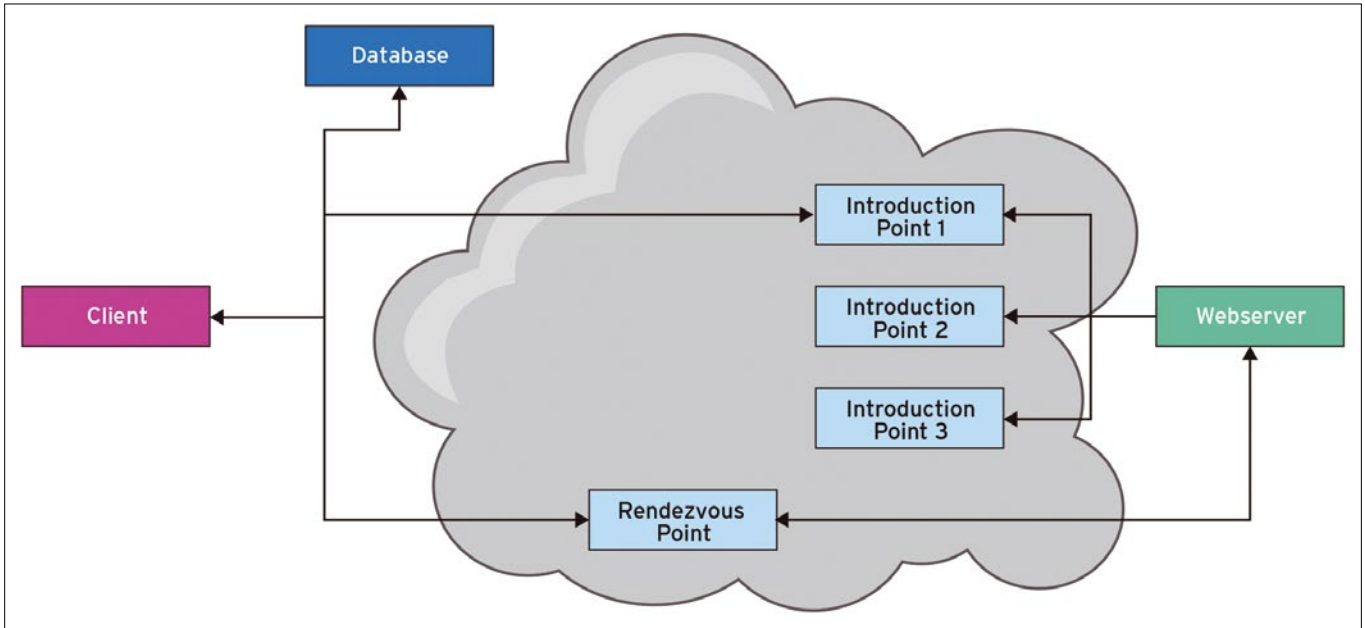 Database
Introduction
Point 1
Client
Introduction
Point 2
Webserver
Introduction
Point 3
Rendezvous
Point